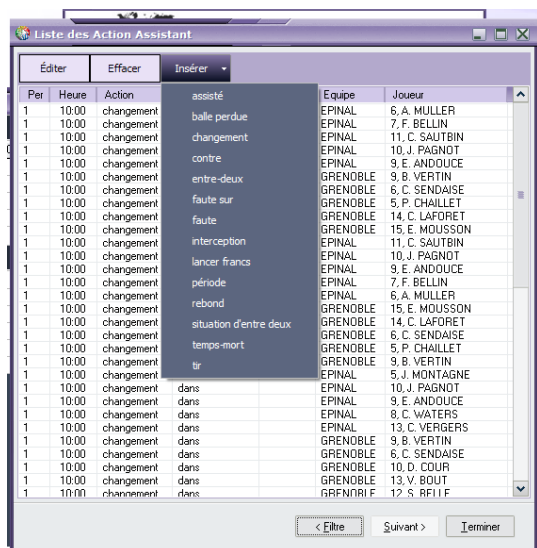 Liste des Action Assistant
Éditer Effacer Insérer
Per Heure Action Equipe Joueur
assisté
balle perdue
changement
contre
entre-deux
faute sur
faute
interception
lancer francs
période
rebond
situation d'entre deux
temps-mort
tir
1 10:00 changement EPINAL 6, A. MULLER
1 10:00 changement EPINAL 7, F. BELLIN
1 10:00 changement EPINAL 11, C. SAUTBIN
1 10:00 changement EPINAL 10, J. PAGNOT
1 10:00 changement EPINAL 9, E. ANDOUCE
1 10:00 changement GRENOBLE 9, B. VERTIN
1 10:00 changement GRENOBLE 6, C. SENDAISE
1 10:00 changement GRENOBLE 5, P. CHAILLET
1 10:00 changement GRENOBLE 14, C. LAFORET
1 10:00 changement GRENOBLE 15, E. MOUSSON
1 10:00 changement EPINAL 11, C. SAUTBIN
1 10:00 changement EPINAL 10, J. PAGNOT
1 10:00 changement EPINAL 9, E. ANDOUCE
1 10:00 changement EPINAL 7, F. BELLIN
1 10:00 changement EPINAL 6, A. MULLER
1 10:00 changement GRENOBLE 15, E. MOUSSON
1 10:00 changement GRENOBLE 14, C. LAFORET
1 10:00 changement GRENOBLE 6, C. SENDAISE
1 10:00 changement GRENOBLE 5, P. CHAILLET
1 10:00 changement GRENOBLE 9, B. VERTIN
1 10:00 changement EPINAL 5, J. MONTAGNE
1 10:00 changement dans EPINAL 10, J. PAGNOT
1 10:00 changement dans EPINAL 9, E. ANDOUCE
1 10:00 changement dans EPINAL 8, C. WATERS
1 10:00 changement dans EPINAL 13, C. VERGERS
1 10:00 changement dans GRENOBLE 9, B. VERTIN
1 10:00 changement dans GRENOBLE 6, C. SENDAISE
1 10:00 changement dans GRENOBLE 10, D. COUR
1 10:00 changement dans GRENOBLE 13, V. BOUT
1 10:00 changement dans GRENOBLE 12, S. BELLE
< Filtre Suivant > Terminer